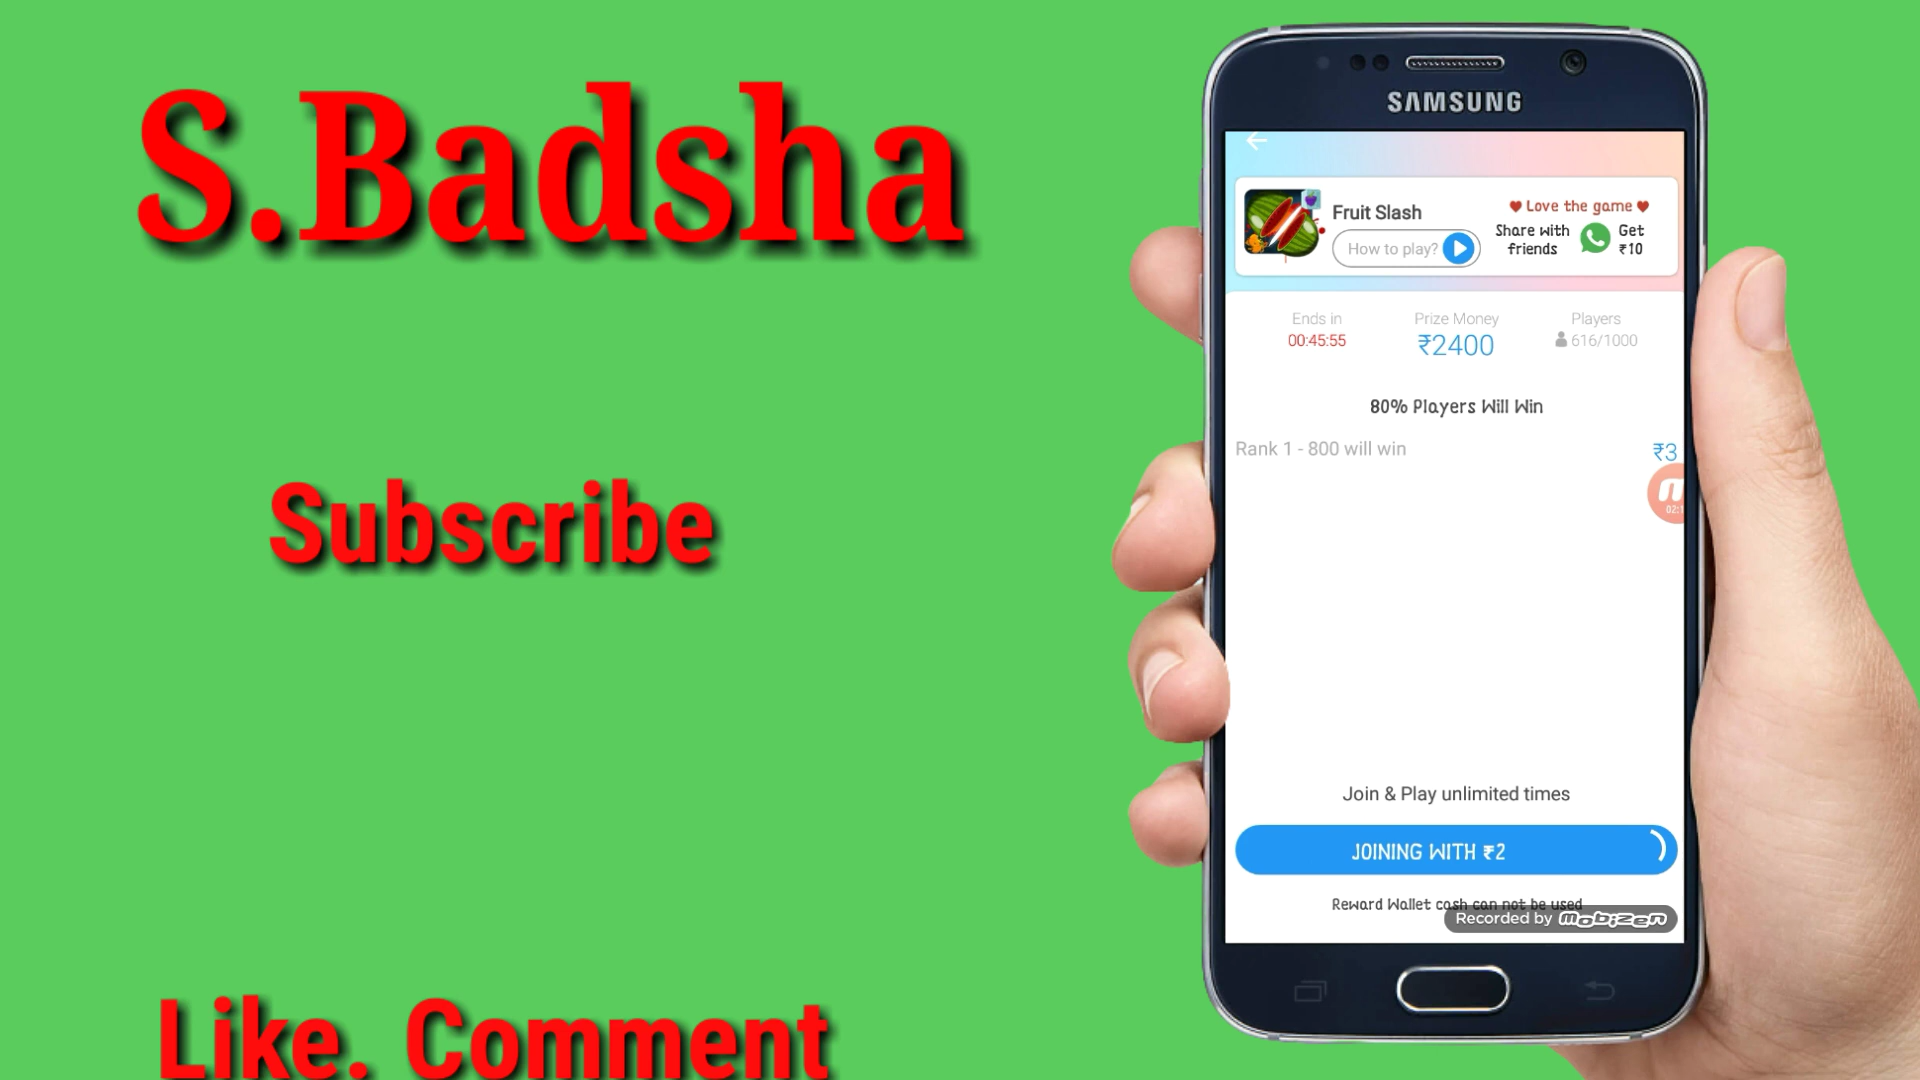 S.Badsha
Subscribe
Like. Comment
SAMSUNG
Fruit Slash
How to play?
Love the game
Share with friends
Get ₹10
Ends in
00:45:55
Prize Money
₹2400
Players
616/1000
80% Players Will Win
Rank 1 - 800 will win
₹3
Join & Play unlimited times
JOINING WITH ₹2
Reward Wallet cash can not be used
Recorded by mobizen